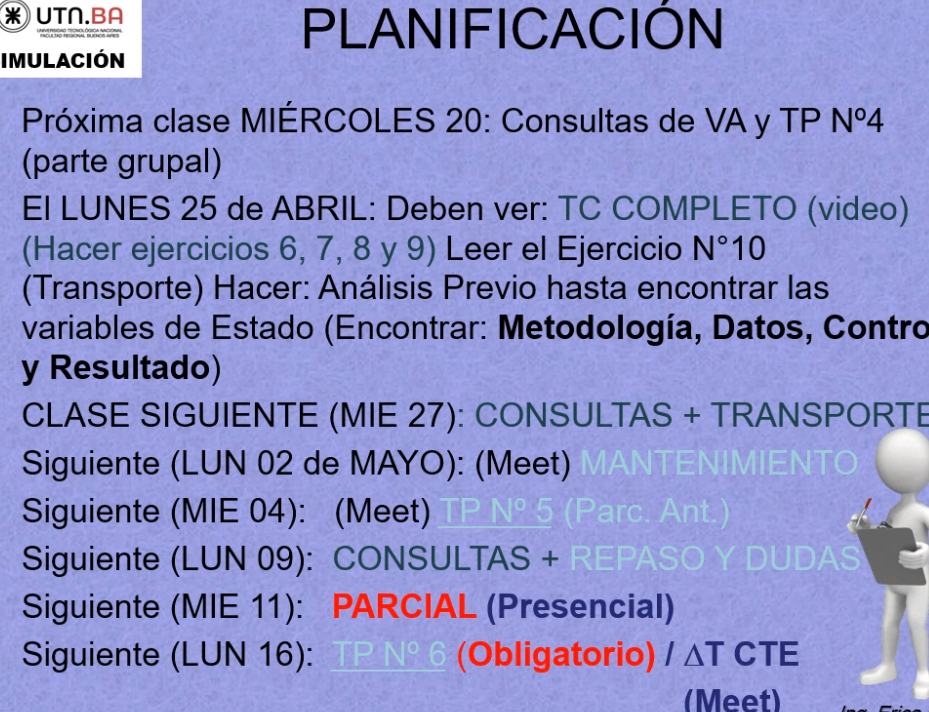 UTN.BA
UNIVERSIDAD TECNOLÓGICA NACIONAL
FACULTAD REGIONAL BUENOS AIRES
IMULACIÓN
PLANIFICACIÓN
Próxima clase MIÉRCOLES 20: Consultas de VA y TP Nº4
(parte grupal)
El LUNES 25 de ABRIL: Deben ver: TC COMPLETO (video)
(Hacer ejercicios 6, 7, 8 y 9) Leer el Ejercicio N°10
(Transporte) Hacer: Análisis Previo hasta encontrar las
variables de Estado (Encontrar: Metodología, Datos, Contro
y Resultado)
CLASE SIGUIENTE (MIE 27): CONSULTAS + TRANSPORTE
Siguiente (LUN 02 de MAYO): (Meet) MANTENIMIENTO
Siguiente (MIE 04): (Meet) TP Nº 5 (Parc. Ant.)
Siguiente (LUN 09): CONSULTAS + REPASO Y DUDAS
Siguiente (MIE 11): PARCIAL (Presencial)
Siguiente (LUN 16): TP Nº 6 (Obligatorio) / ΔT CTE
(Meet)
Ing. Erica